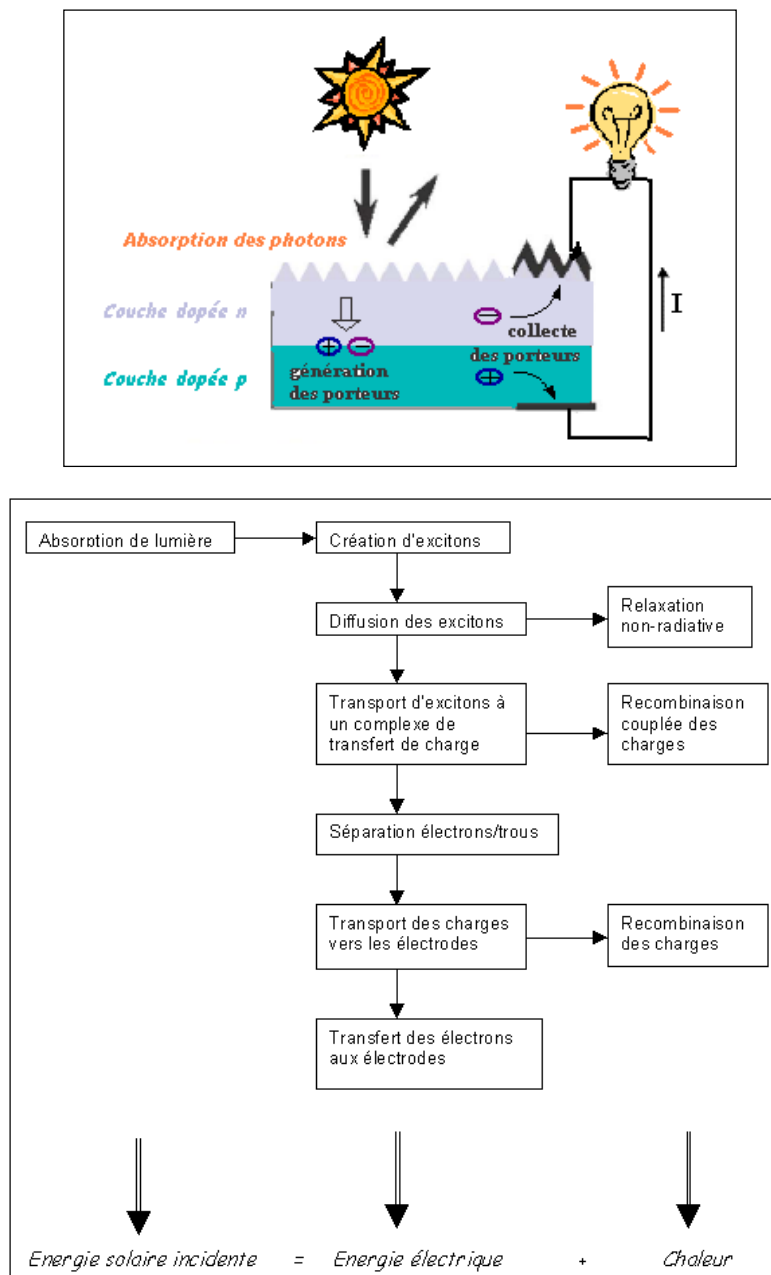 Absorption des photons
Couche dopée n
collecte
des porteurs
I
génération
des porteurs
Couche dopée p
Absorption de lumière
Création d'excitons
Diffusion des excitons
Relaxation
non-radiative
Transport d'excitons à
un complexe de
transfert de charge
Recombinaison
couplée des
charges
Séparation électrons/trous
Transport des charges
vers les électrodes
Recombinaison
des charges
Transfert des électrons
aux électrodes
Energie solaire incidente = Energie électrique + Chaleur